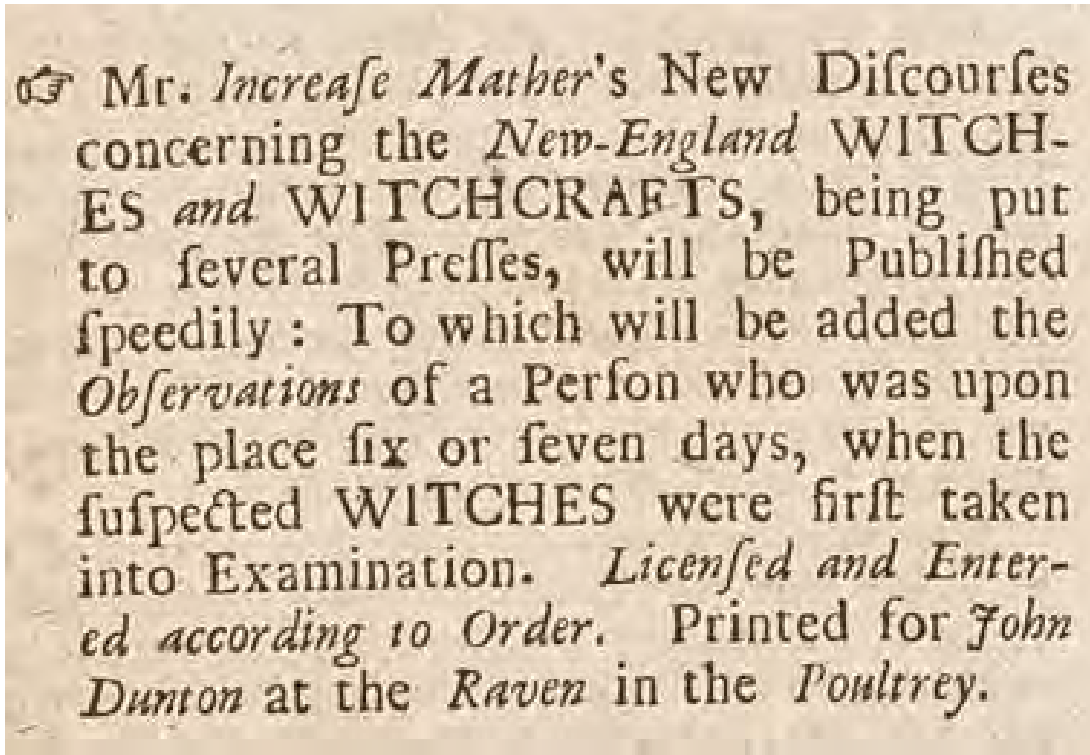 ☞ Mr. Increaſe Mather's New Diſcourſes
concerning the New-England WITCH-
ES and WITCHCRAFTS, being put
to ſeveral Preſſes, will be Publiſhed
ſpeedily : To which will be added the
Obſervations of a Perſon who was upon
the place ſix or ſeven days, when the
ſuſpected WITCHES were firſt taken
into Examination. Licenſed and Enter-
ed according to Order. Printed for John
Dunton at the Raven in the Poultrey.